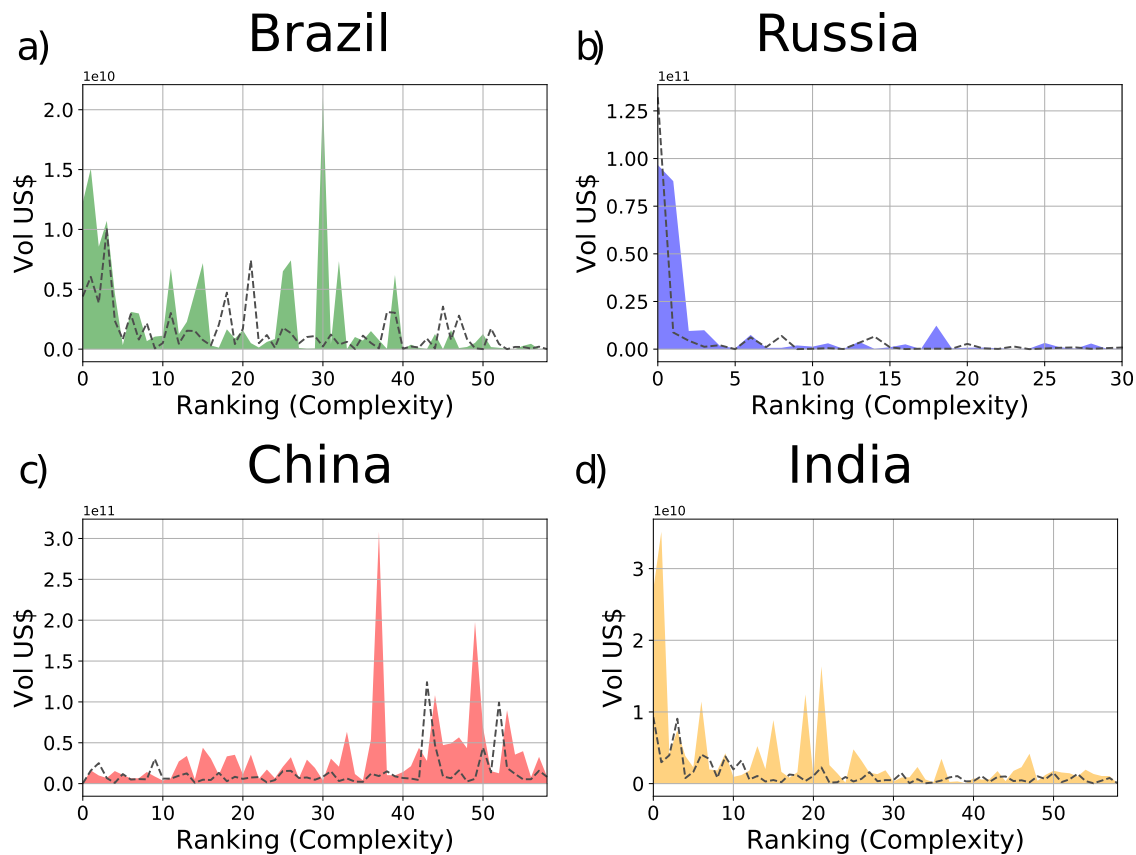 a) Brazil
1e10
2.0
1.5
1.0
0.5
0.0
Vol US$
0 10 20 30 40 50
Ranking (Complexity)
b) Russia
1e11
1.25
1.00
0.75
0.50
0.25
0.00
Vol US$
0 5 10 15 20 25 30
Ranking (Complexity)
c) China
1e11
3.0
2.5
2.0
1.5
1.0
0.5
0.0
Vol US$
0 10 20 30 40 50
Ranking (Complexity)
d) India
1e10
3
2
1
0
Vol US$
0 10 20 30 40 50
Ranking (Complexity)